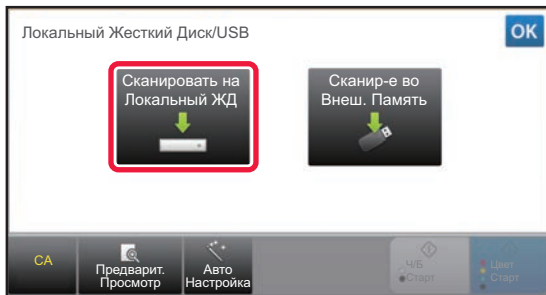 Локальный Жесткий Диск/USB
OK
Сканировать на
Локальный ЖД
Сканир-е во
Внеш. Память
CA
Предварит.
Просмотр
Авто
Настройка
Ч/Б
Старт
Цвет
Старт